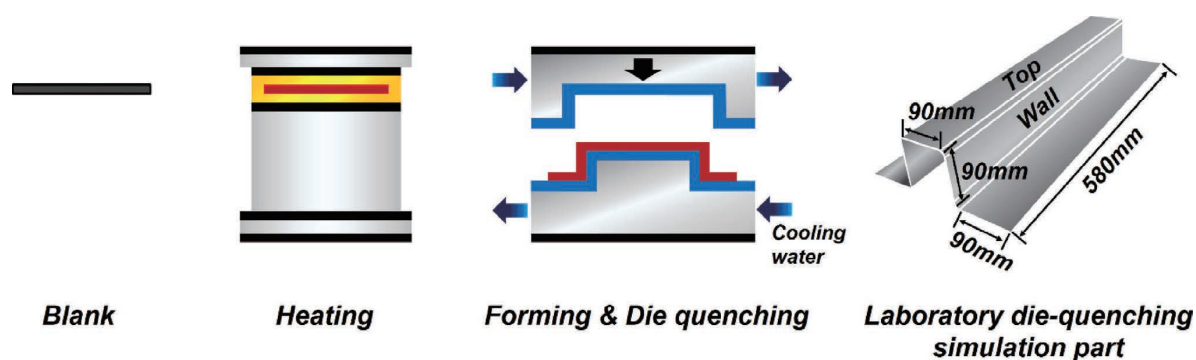 Top
Wall
90mm
90mm
90mm
580mm
Cooling
water
Blank
Heating
Forming & Die quenching
Laboratory die-quenching
simulation part